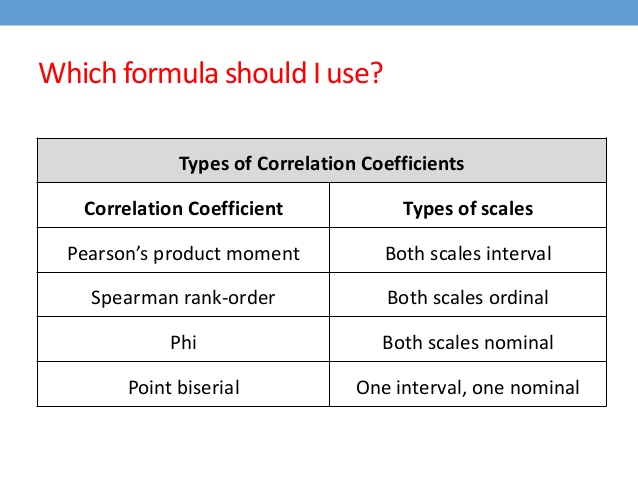 Which formula should I use?
Types of Correlation Coefficients
Correlation Coefficient Types of scales
Pearson’s product moment Both scales interval
Spearman rank-order Both scales ordinal
Phi Both scales nominal
Point biserial One interval, one nominal